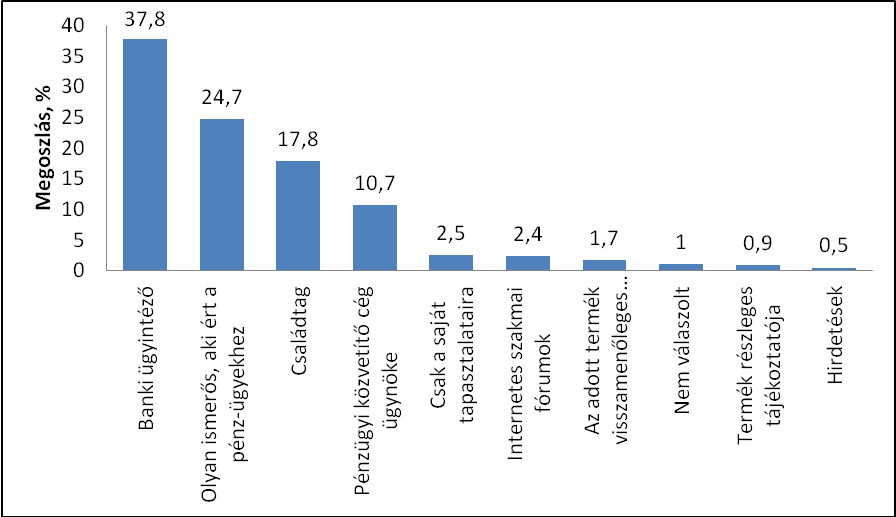 Megoszlás, %
40
35
30
25
20
15
10
5
0
37,8
24,7
17,8
10,7
2,5
2,4
1,7
1
0,9
0,5
Banki ügyintéző
Olyan ismerős, aki ért a
pénz-ügyekhez
Családtag
Pénzügyi közvetítő cég
ügynöke
Csak a saját
tapasztalataira
Internetes szakmai
fórumok
Az adott termék
visszamenőleges...
Nem válaszolt
Termék részleges
tájékoztatója
Hirdetések